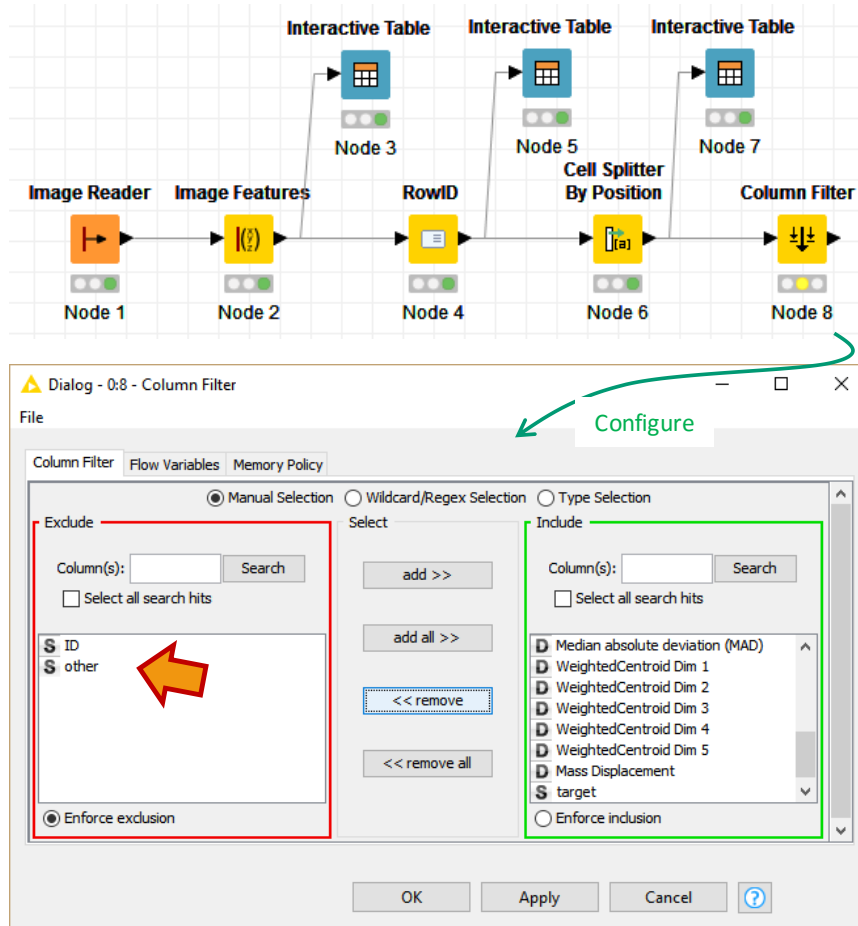 Interactive Table Interactive Table Interactive Table
Node 3 Node 5 Node 7
Image Reader Image Features RowID Cell Splitter By Position Column Filter
Node 1 Node 2 Node 4 Node 6 Node 8
Dialog - 0:8 - Column Filter
File
Configure
Column Filter Flow Variables Memory Policy
Manual Selection Wildcard/Regex Selection Type Selection
Exclude
Column(s): Search
Select all search hits
S ID
S other
Enforce exclusion
Select
add >>
add all >>
<< remove
<< remove all
Include
Column(s): Search
Select all search hits
D Median absolute deviation (MAD)
D WeightedCentroid Dim 1
D WeightedCentroid Dim 2
D WeightedCentroid Dim 3
D WeightedCentroid Dim 4
D WeightedCentroid Dim 5
D Mass Displacement
S target
Enforce inclusion
OK Apply Cancel ?